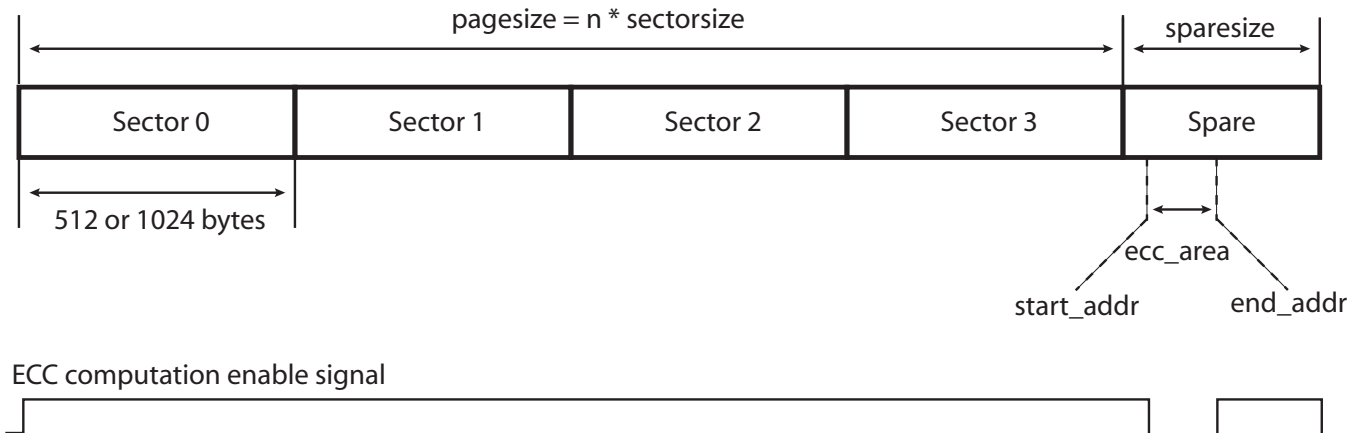 pagesize = n * sectorsize
sparesize
Sector 0
Sector 1
Sector 2
Sector 3
Spare
512 or 1024 bytes
ecc_area
start_addr
end_addr
ECC computation enable signal